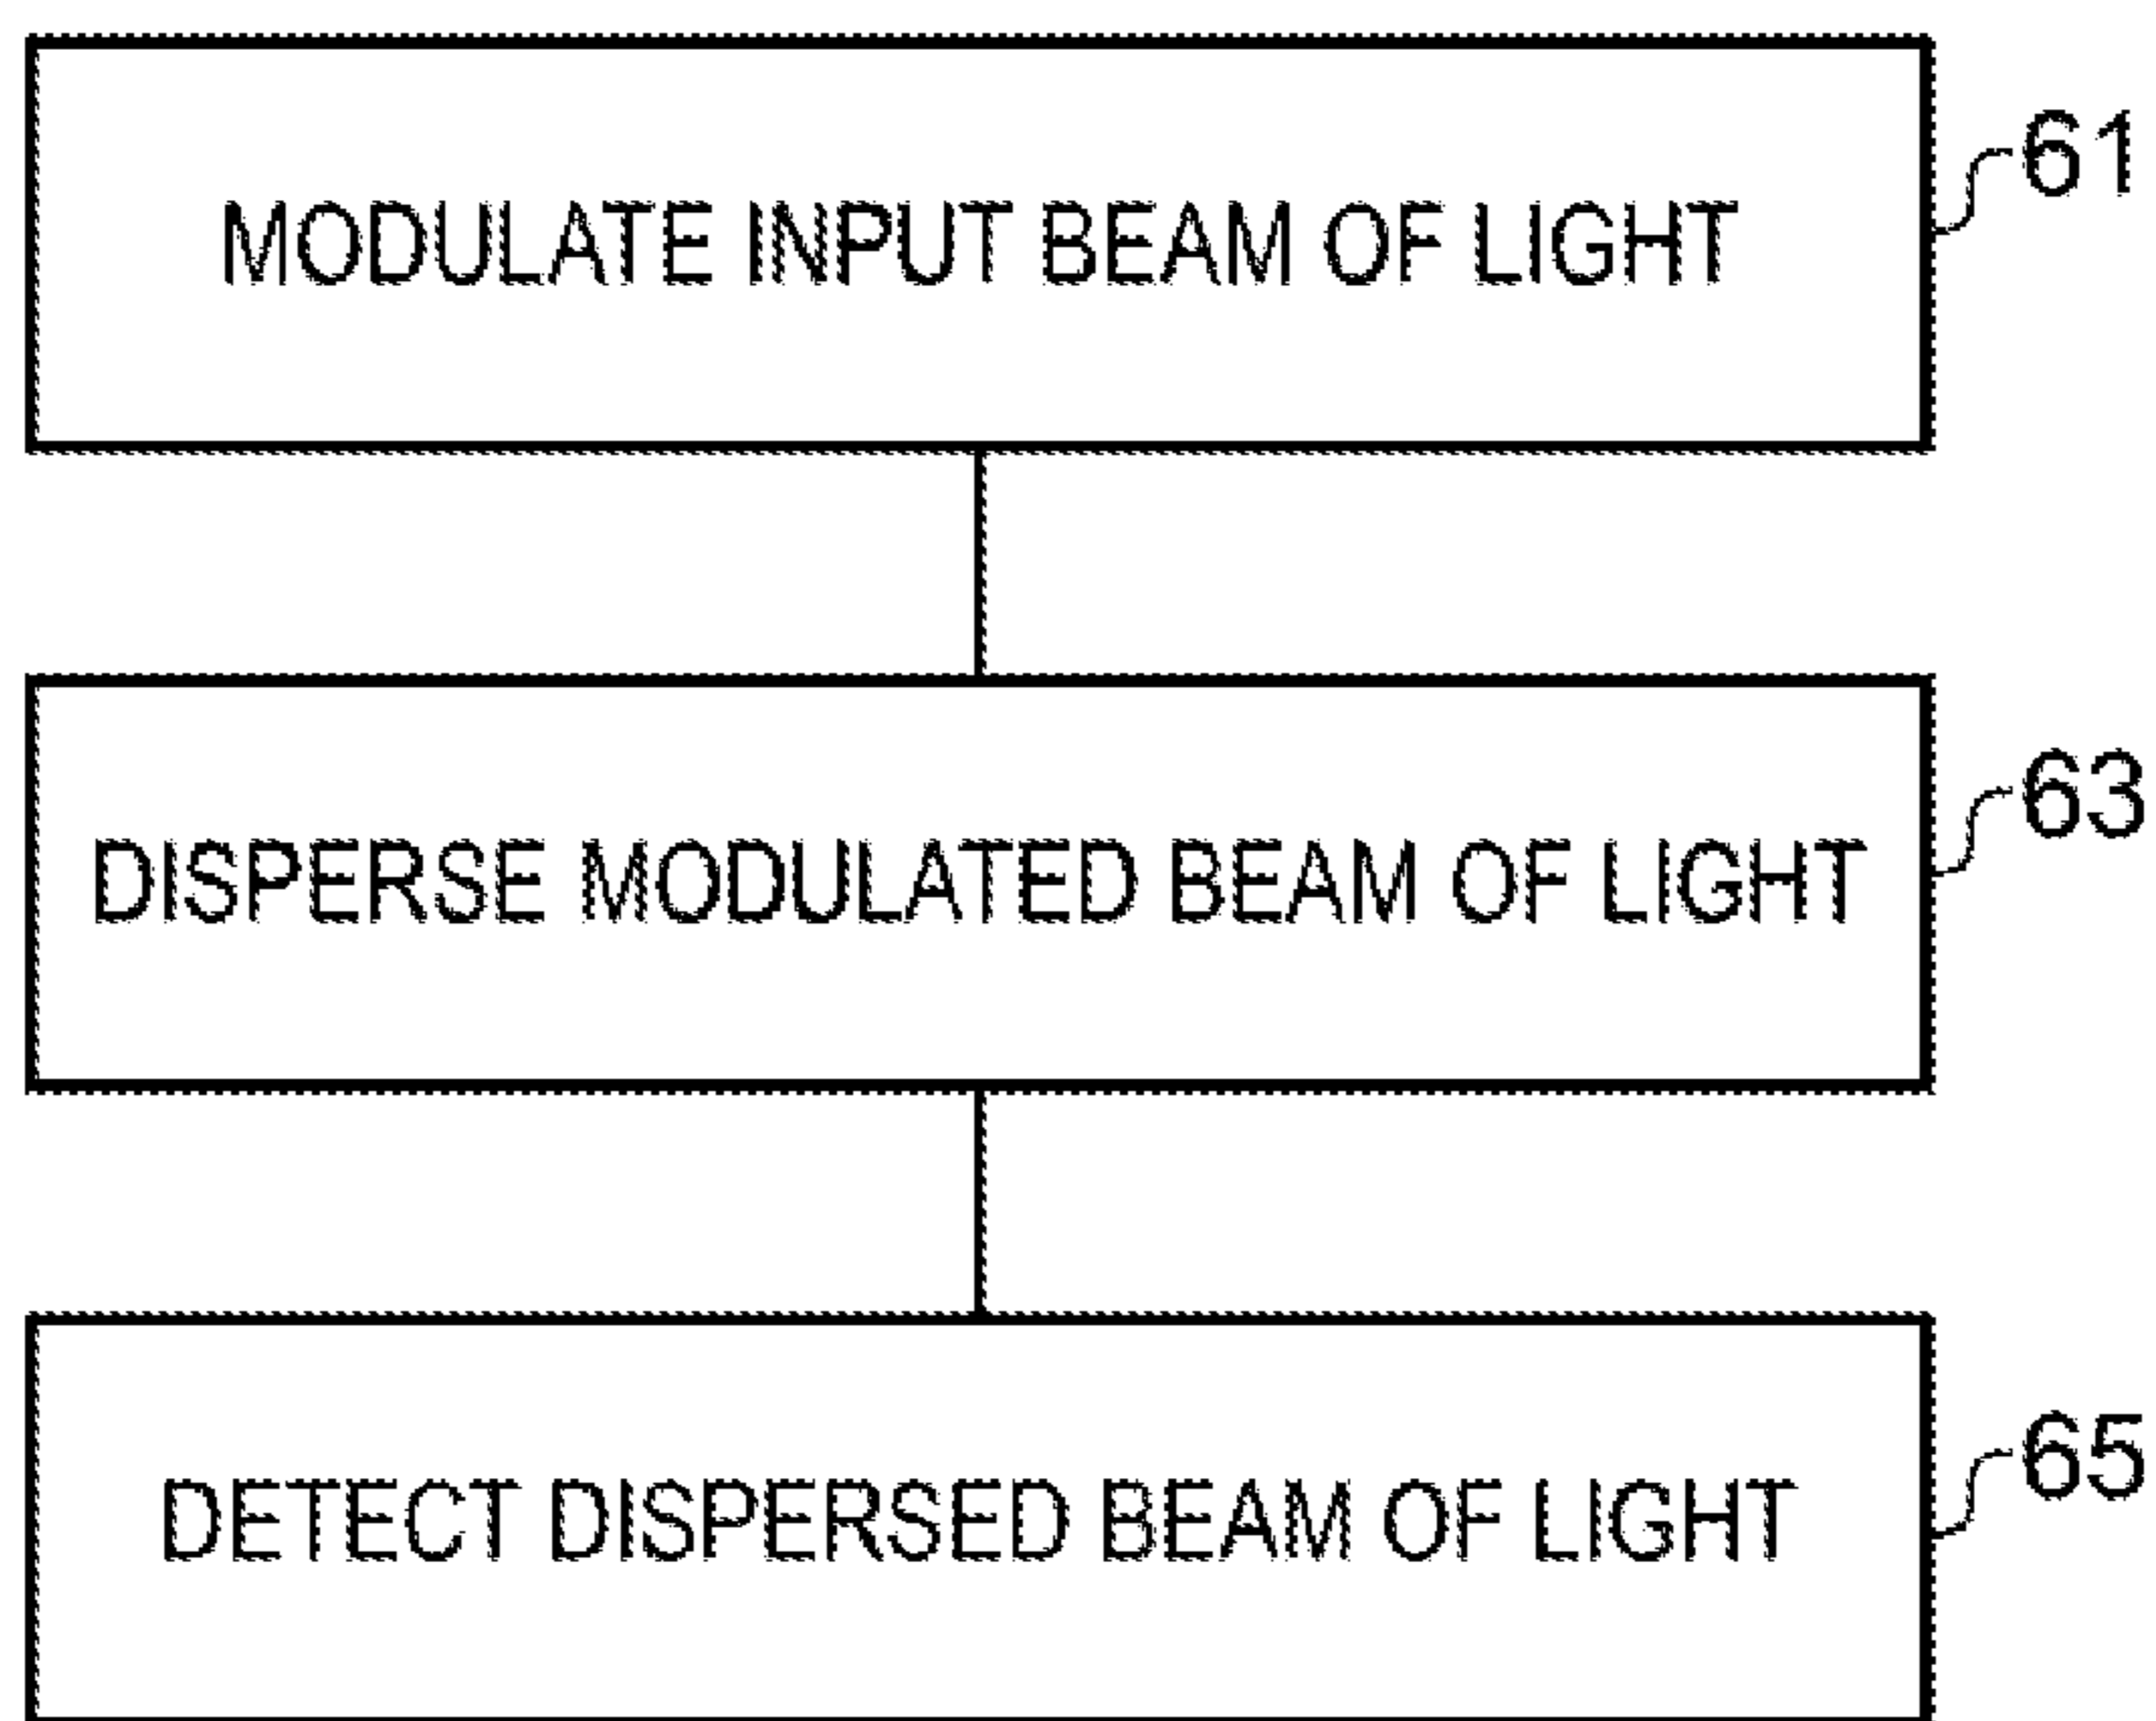 MODULATE INPUT BEAM OF LIGHT
61
DISPERSE MODULATED BEAM OF LIGHT
63
DETECT DISPERSED BEAM OF LIGHT
65